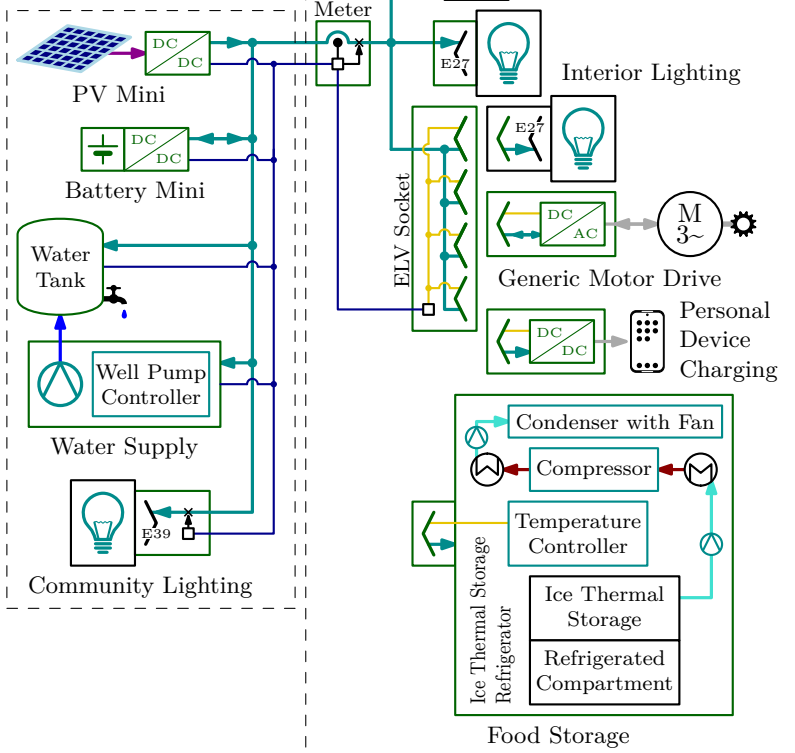 Meter
DC
DC
PV Mini
E27
Interior Lighting
DC
DC
Battery Mini
E27
ELV Socket
Water
Tank
DC
AC
M
3~
Generic Motor Drive
DC
DC
Personal
Device
Charging
Well Pump
Controller
Water Supply
Condenser with Fan
Compressor
E39
Community Lighting
Temperature
Controller
Ice Thermal Storage
Refrigerator
Ice Thermal
Storage
Refrigerated
Compartment
Food Storage